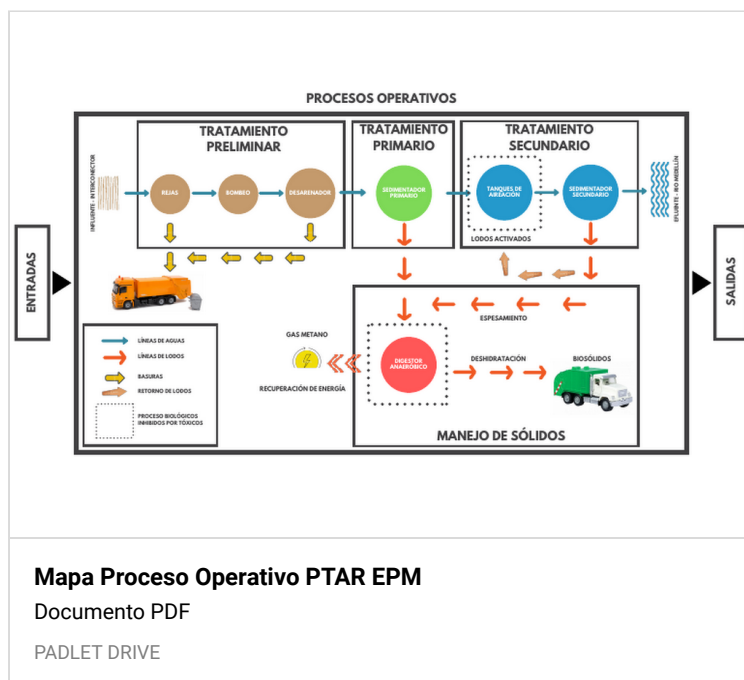 PROCESOS OPERATIVOS
TRATAMIENTO
PRELIMINAR
TRATAMIENTO
PRIMARIO
TRATAMIENTO
SECUNDARIO
ENTRADAS
INFLUENTE - INTERCONECTOR
REJAS
BOMBEO
DESARENADOR
SEDIMENTADOR
PRIMARIO
TANQUES DE
AIREACIÓN
SEDIMENTADOR
SECUNDARIO
EFLUENTE - RIO MEDELLÍN
SALIDAS
LODOS ACTIVADOS
ESPESAMIENTO
GAS METANO
RECUPERACIÓN DE ENERGÍA
DIGESTOR
ANAERÓBICO
DESHIDRATACIÓN
BIOSÓLIDOS
MANEJO DE SÓLIDOS
LÍNEAS DE AGUAS
LÍNEAS DE LODOS
BASURAS
RETORNO DE LODOS
PROCESO BIOLÓGICOS
INHIBIDOS POR TÓXICOS
Mapa Proceso Operativo PTAR EPM
Documento PDF
PADLET DRIVE